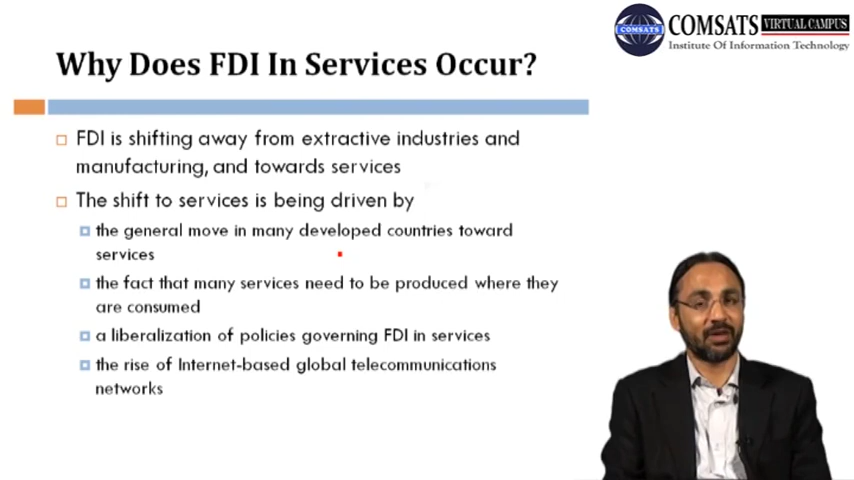 COMSATS
COMSATS VIRTUAL CAMPUS
Institute Of Information Technology
Why Does FDI In Services Occur?
FDI is shifting away from extractive industries and
manufacturing, and towards services
The shift to services is being driven by
the general move in many developed countries toward
services
the fact that many services need to be produced where they
are consumed
a liberalization of policies governing FDI in services
the rise of Internet-based global telecommunications
networks